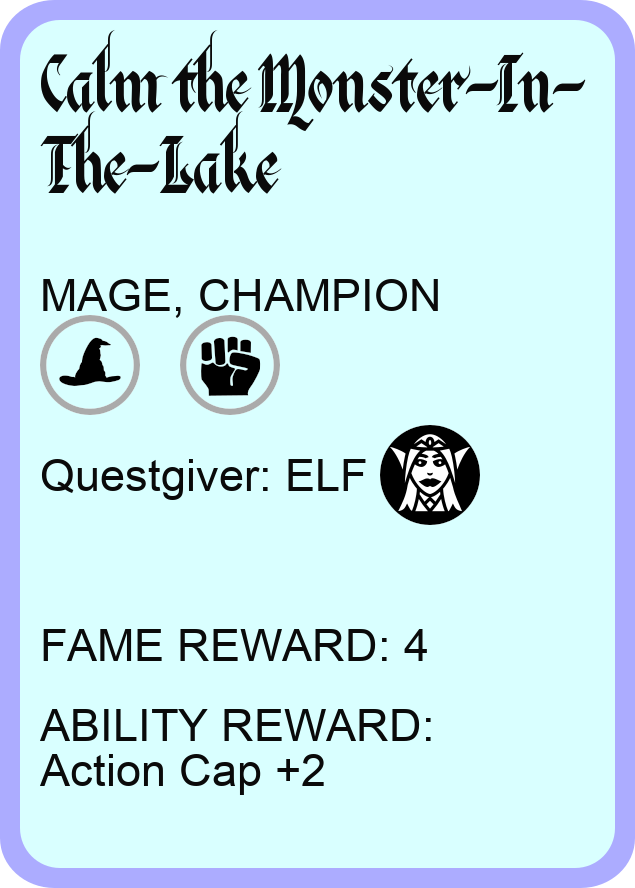 Calm the Monster-In-
The-Lake
MAGE, CHAMPION
Questgiver: ELF
FAME REWARD: 4
ABILITY REWARD:
Action Cap +2